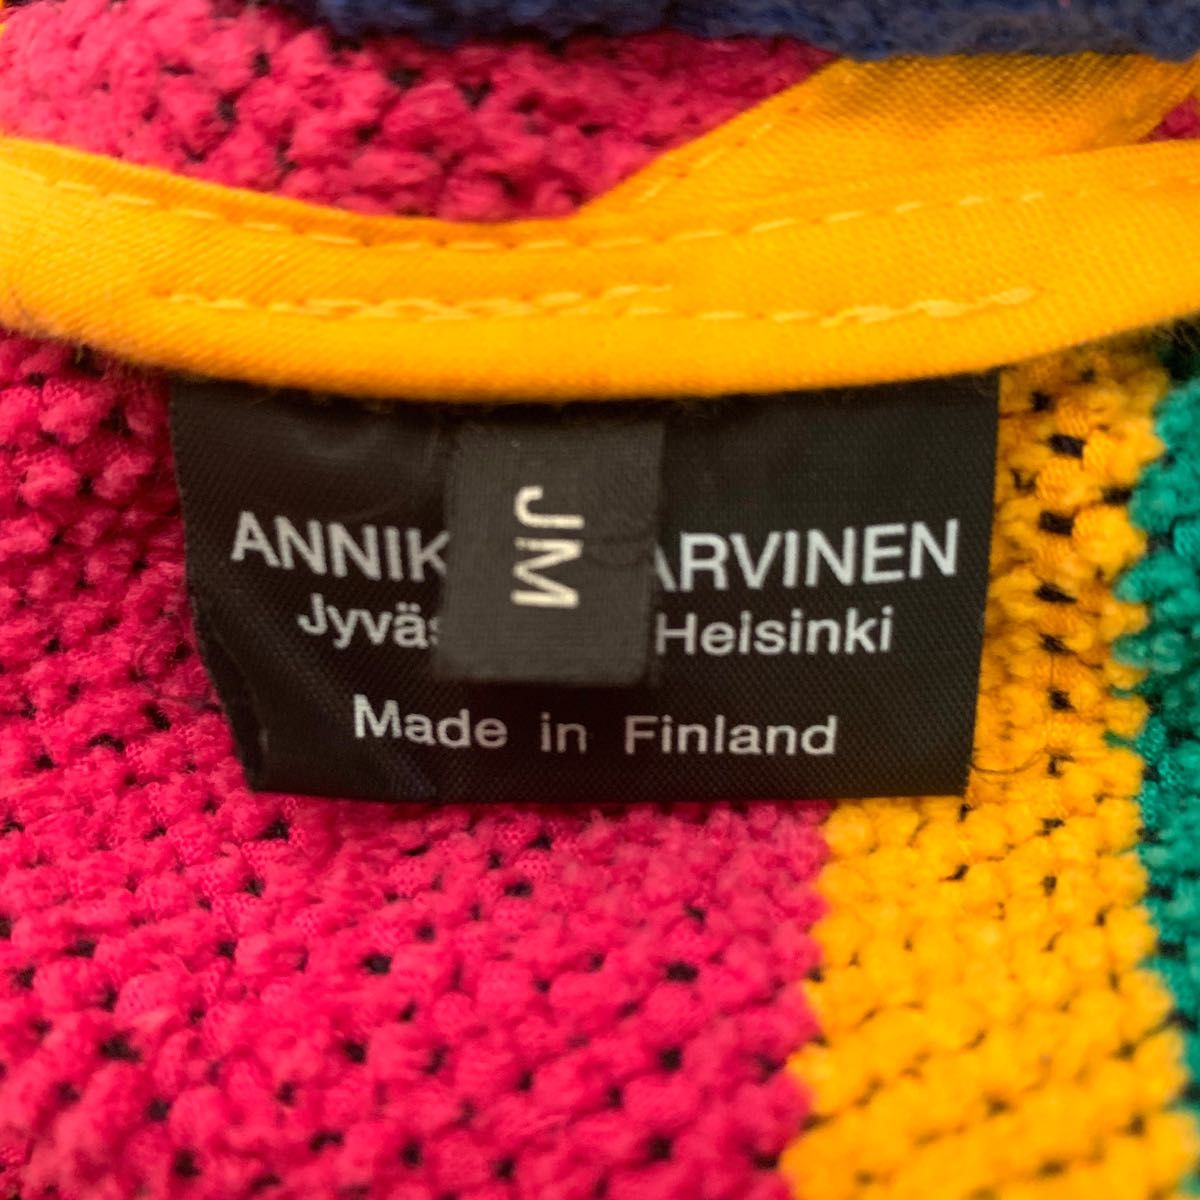 ANNIK ARVINEN
Jyväs Helsinki
Made in Finland
JM